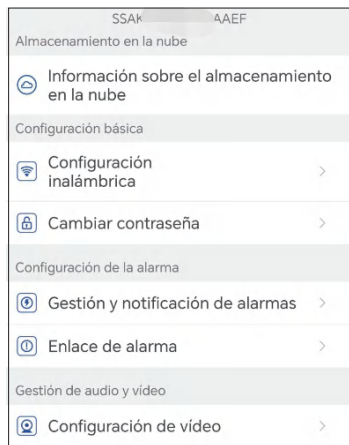 SSAK AAEF
Almacenamiento en la nube
Información sobre el almacenamiento
en la nube
Configuración básica
Configuración
inalámbrica
Cambiar contraseña
Configuración de la alarma
Gestión y notificación de alarmas
Enlace de alarma
Gestión de audio y vídeo
Configuración de vídeo